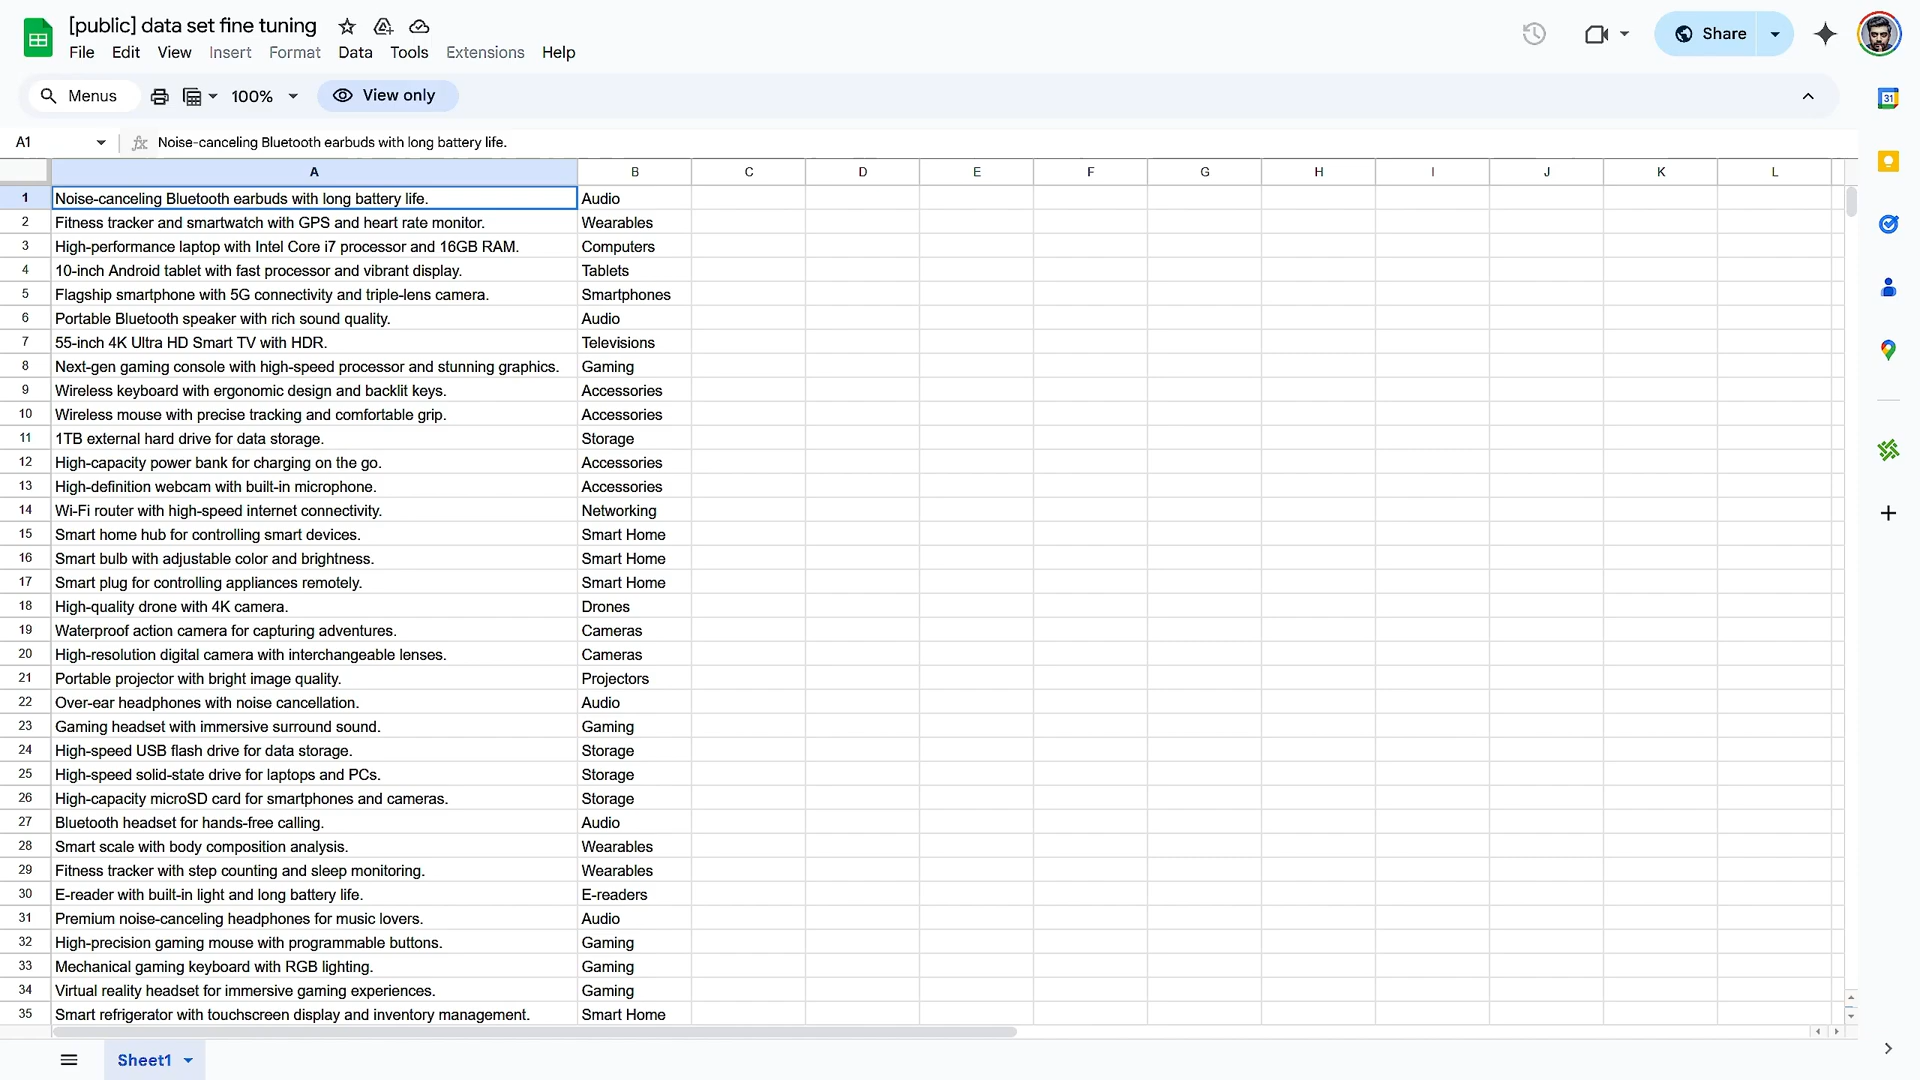 [public] data set fine tuning
File Edit View Insert Format Data Tools Extensions Help
Share
Menus 100% View only
31
A1 fx Noise-canceling Bluetooth earbuds with long battery life.
A B C D E F G H I J K L
1 Noise-canceling Bluetooth earbuds with long battery life. Audio
2 Fitness tracker and smartwatch with GPS and heart rate monitor. Wearables
3 High-performance laptop with Intel Core i7 processor and 16GB RAM. Computers
4 10-inch Android tablet with fast processor and vibrant display. Tablets
5 Flagship smartphone with 5G connectivity and triple-lens camera. Smartphones
6 Portable Bluetooth speaker with rich sound quality. Audio
7 55-inch 4K Ultra HD Smart TV with HDR. Televisions
8 Next-gen gaming console with high-speed processor and stunning graphics. Gaming
9 Wireless keyboard with ergonomic design and backlit keys. Accessories
10 Wireless mouse with precise tracking and comfortable grip. Accessories
11 1TB external hard drive for data storage. Storage
12 High-capacity power bank for charging on the go. Accessories
13 High-definition webcam with built-in microphone. Accessories
14 Wi-Fi router with high-speed internet connectivity. Networking
15 Smart home hub for controlling smart devices. Smart Home
16 Smart bulb with adjustable color and brightness. Smart Home
17 Smart plug for controlling appliances remotely. Smart Home
18 High-quality drone with 4K camera. Drones
19 Waterproof action camera for capturing adventures. Cameras
20 High-resolution digital camera with interchangeable lenses. Cameras
21 Portable projector with bright image quality. Projectors
22 Over-ear headphones with noise cancellation. Audio
23 Gaming headset with immersive surround sound. Gaming
24 High-speed USB flash drive for data storage. Storage
25 High-speed solid-state drive for laptops and PCs. Storage
26 High-capacity microSD card for smartphones and cameras. Storage
27 Bluetooth headset for hands-free calling. Audio
28 Smart scale with body composition analysis. Wearables
29 Fitness tracker with step counting and sleep monitoring. Wearables
30 E-reader with built-in light and long battery life. E-readers
31 Premium noise-canceling headphones for music lovers. Audio
32 High-precision gaming mouse with programmable buttons. Gaming
33 Mechanical gaming keyboard with RGB lighting. Gaming
34 Virtual reality headset for immersive gaming experiences. Gaming
35 Smart refrigerator with touchscreen display and inventory management. Smart Home
Sheet1